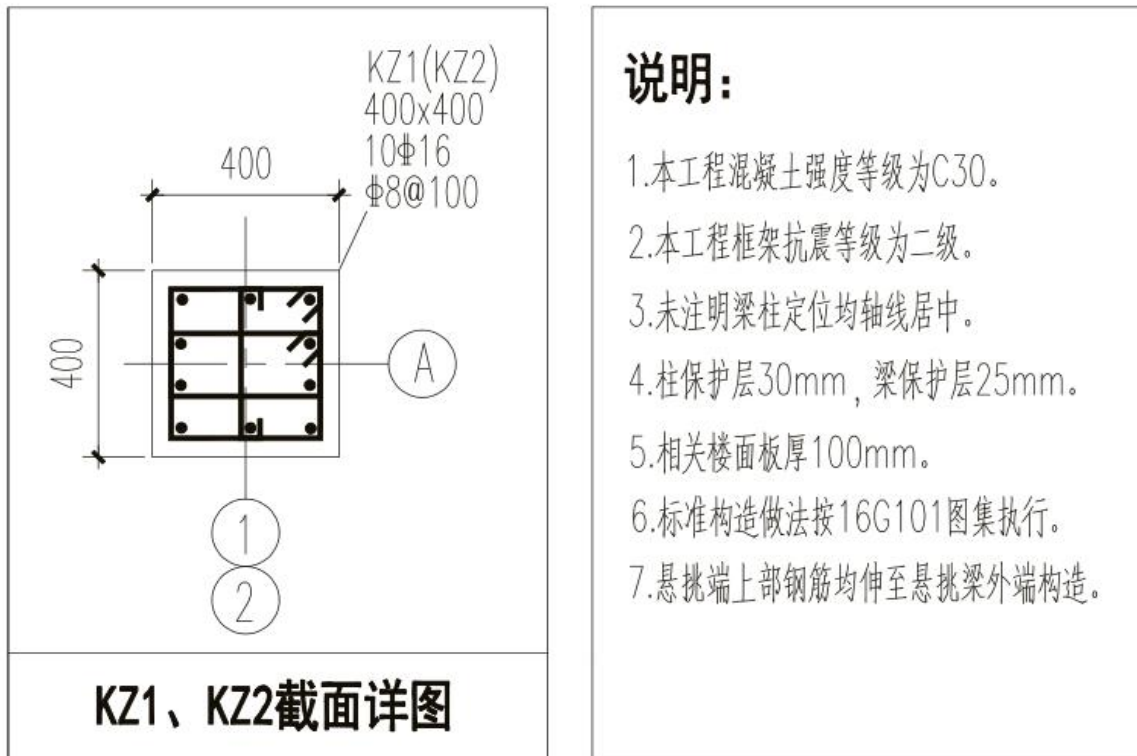 KZ1(KZ2)
400x400
10⌽16
⌽8@100
400
400
A
1
2
KZ1、KZ2截面详图
说明：
1.本工程混凝土强度等级为C30。
2.本工程框架抗震等级为二级。
3.未注明梁柱定位均轴线居中。
4.柱保护层30mm，梁保护层25mm。
5.相关楼面板厚100mm。
6.标准构造做法按16G101图集执行。
7.悬挑端上部钢筋均伸至悬挑梁外端构造。